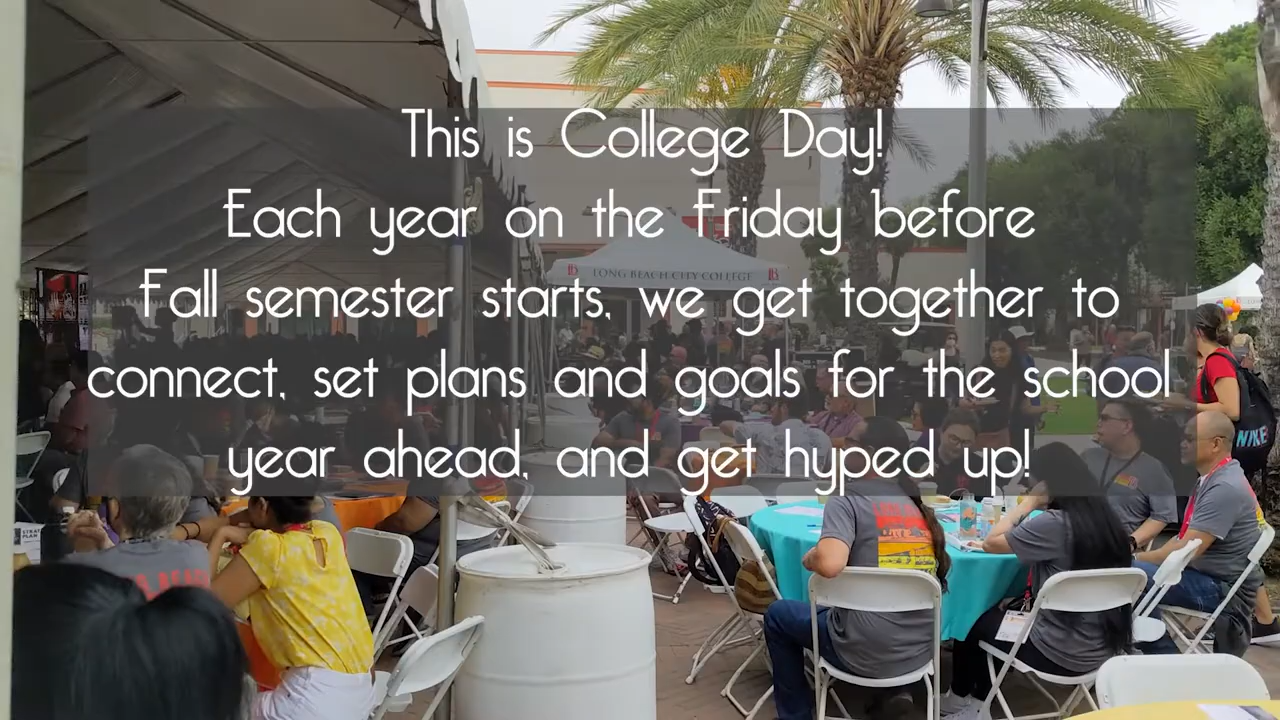 This is College Day!
Each year on the Friday before
Fall semester starts, we get together to
connect, set plans and goals for the school
year ahead, and get hyped up!
LONG BEACH CITY COLLEGE
NIKE